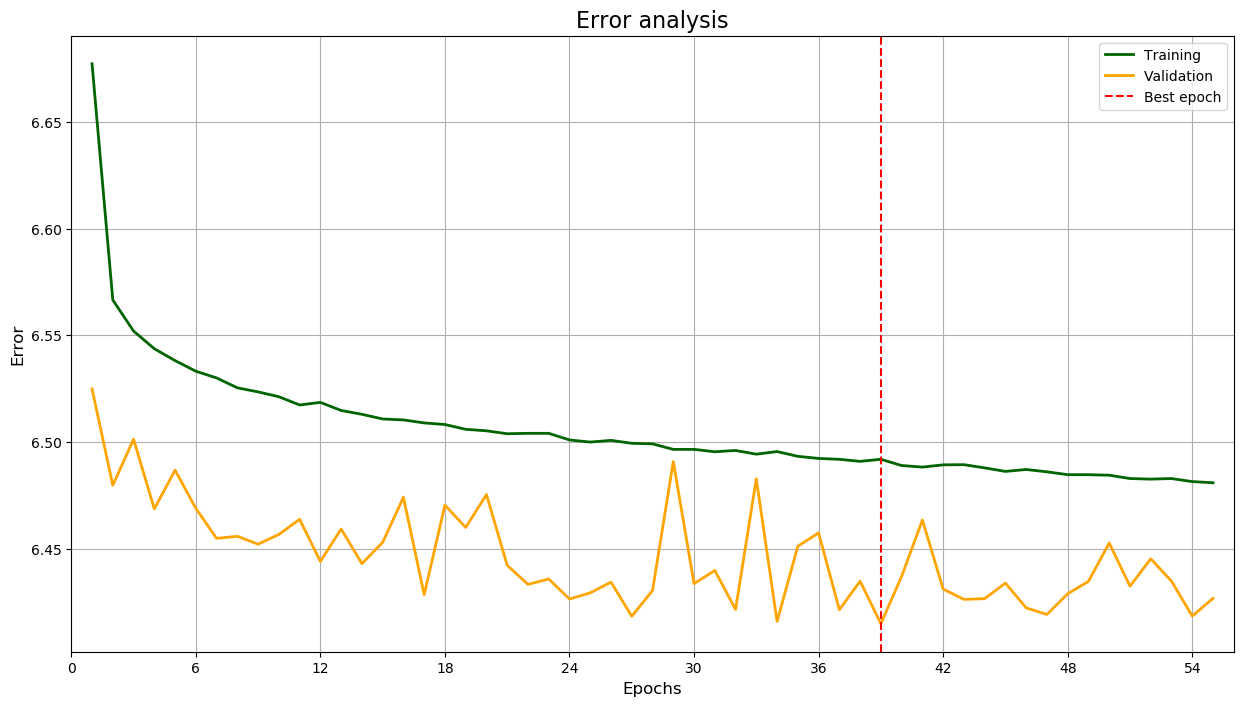 Error analysis
Training
Validation
Best epoch
6.65
6.60
6.55
6.50
6.45
Error
0 6 12 18 24 30 36 42 48 54
Epochs